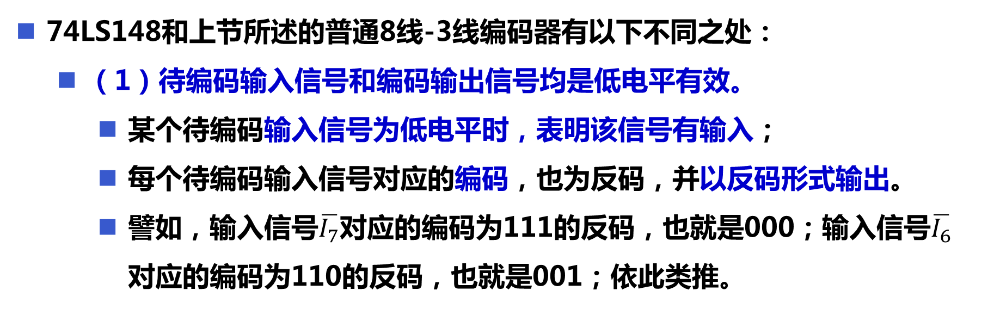 74LS148和上节所述的普通8线-3线编码器有以下不同之处：
（1）待编码输入信号和编码输出信号均是低电平有效。
某个待编码输入信号为低电平时，表明该信号有输入；
每个待编码输入信号对应的编码，也为反码，并以反码形式输出。
譬如，输入信号$\overline{I_7}$对应的编码为111的反码，也就是000；输入信号$\overline{I_6}$
对应的编码为110的反码，也就是001；依此类推。